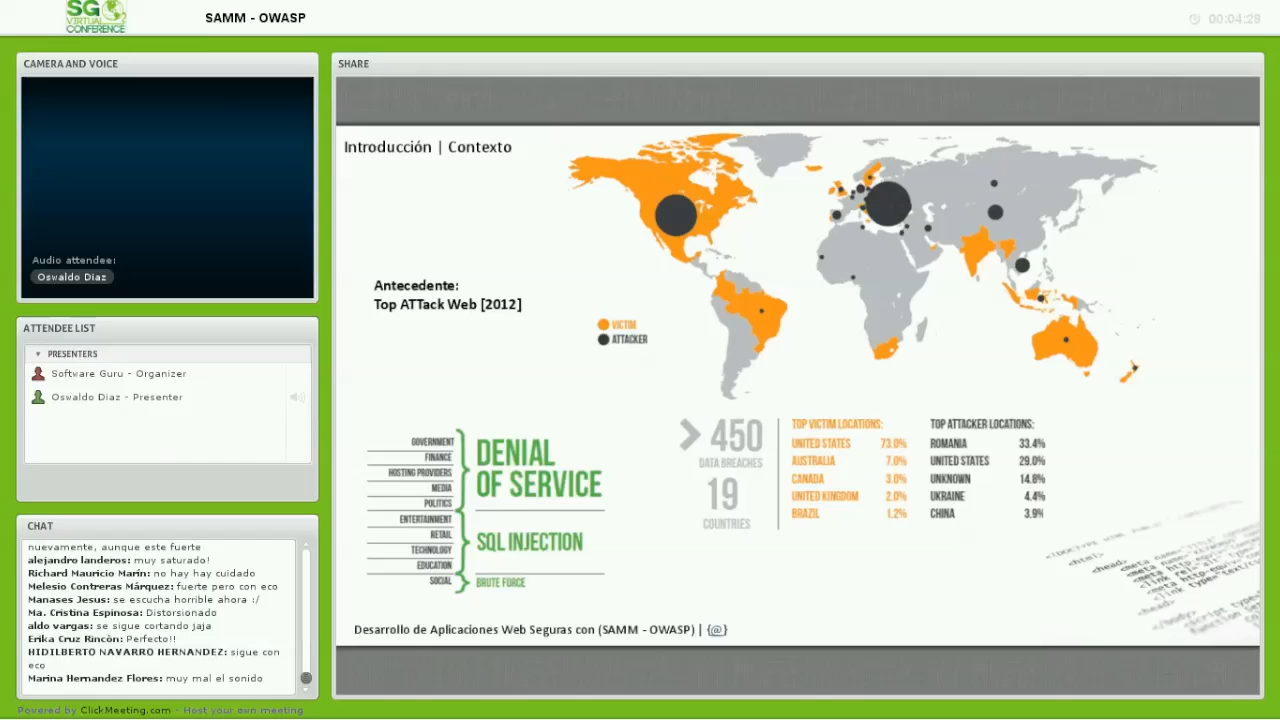 SG
VIRTUAL
CONFERENCE
SAMM - OWASP
00:04:28
CAMERA AND VOICE
Audio attendee:
Oswaldo Diaz
ATTENDEE LIST
PRESENTERS
Software Guru - Organizer
Oswaldo Diaz - Presenter
CHAT
nuevamente, aunque este fuerte
alejandro landeros: muy saturado!
Richard Mauricio Marín: no hay hay cuidado
Melesio Contreras Márquez: fuerte pero con eco
Manases Jesus: se escucha horrible ahora :/
Ma. Cristina Espinosa: Distorsionado
aldo vargas: se sigue cortando jaja
Erika Cruz Rincòn: Perfecto!!
HIDILBERTO NAVARRO HERNANDEZ: sigue con
eco
Marina Hernandez Flores: muy mal el sonido
SHARE
Introducción | Contexto
Antecedente:
Top ATTack Web [2012]
VICTIM
ATTACKER
GOVERNMENT
FINANCE
HOSTING PROVIDERS
MEDIA
POLITICS
ENTERTAINMENT
RETAIL
TECHNOLOGY
EDUCATION
SOCIAL
DENIAL
OF SERVICE
SQL INJECTION
BRUTE FORCE
> 450
DATA BREACHES
19
COUNTRIES
TOP VICTIM LOCATIONS:
UNITED STATES 73.0%
AUSTRALIA 7.0%
CANADA 3.0%
UNITED KINGDOM 2.0%
BRAZIL 1.2%
TOP ATTACKER LOCATIONS:
ROMANIA 33.4%
UNITED STATES 29.0%
UNKNOWN 14.8%
UKRAINE 4.4%
CHINA 3.9%
<html>
<head>
</head>
Desarrollo de Aplicaciones Web Seguras con (SAMM - OWASP) | {@}
Powered by ClickMeeting.com - Host your own meeting